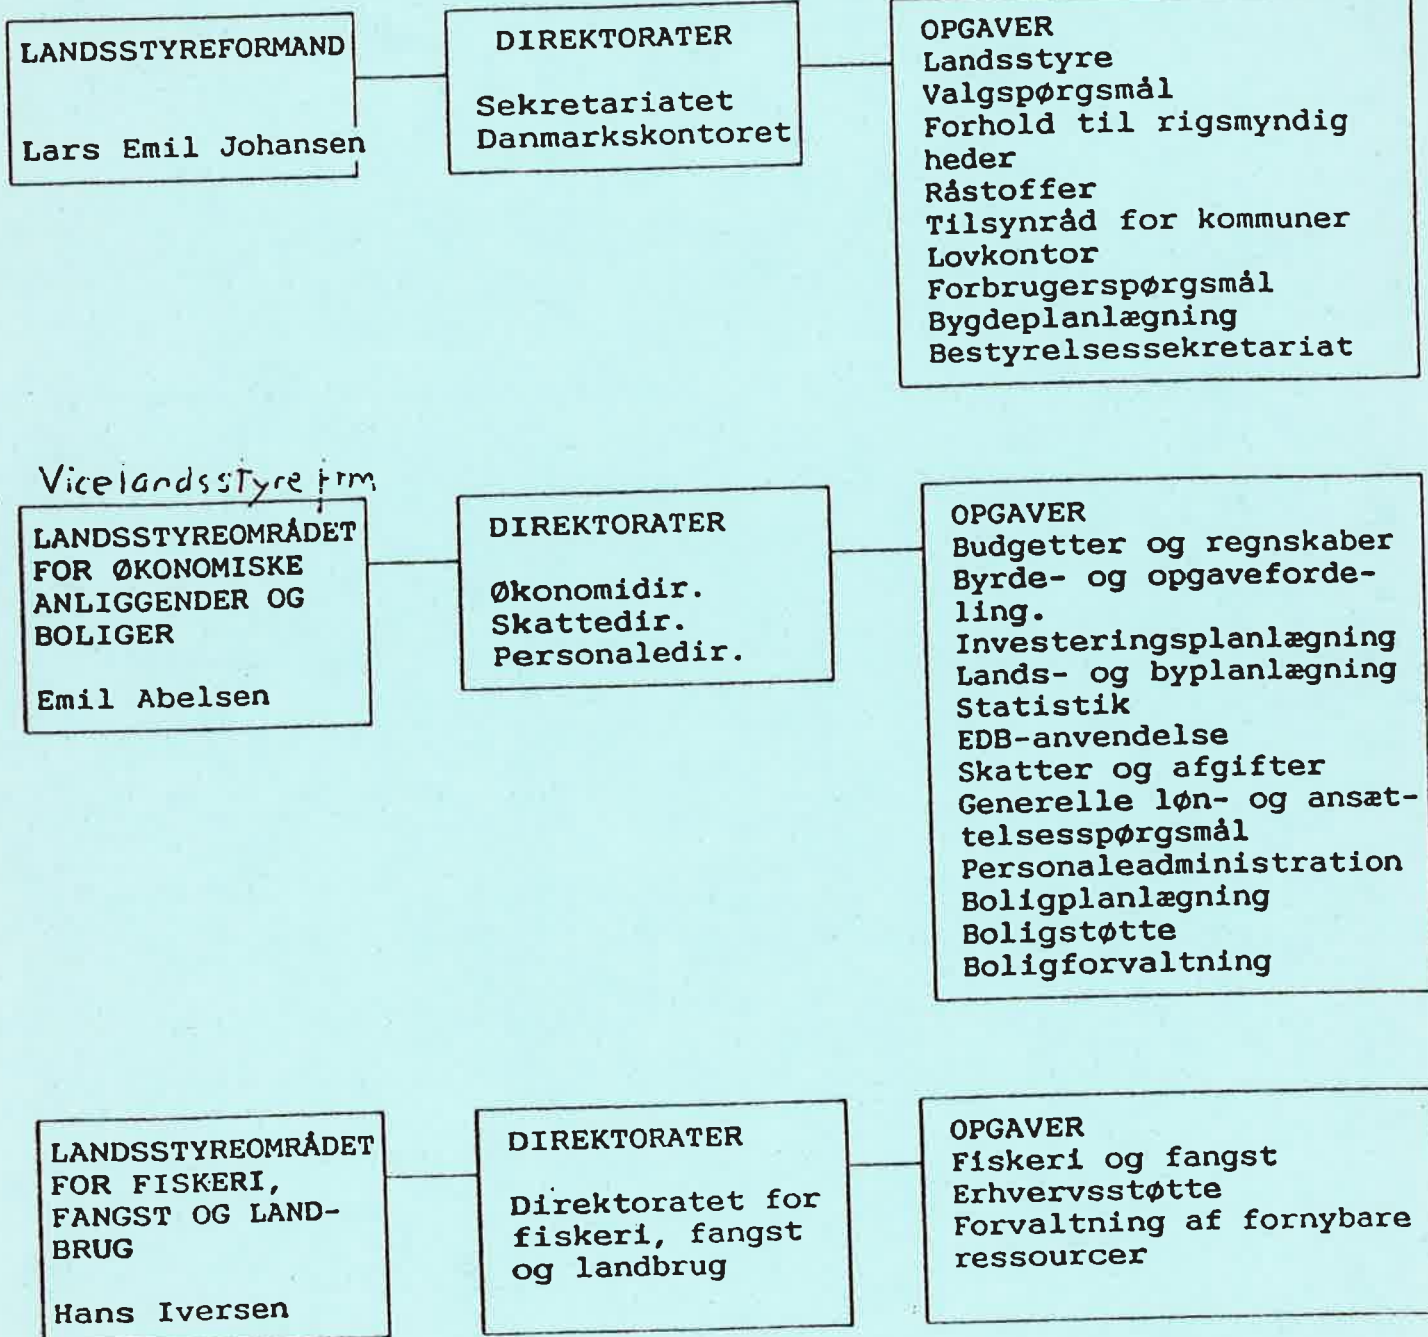 LANDSSTYREFORMAND
Lars Emil Johansen
DIREKTORATER
Sekretariatet
Danmarkskontoret
OPGAVER
Landsstyre
Valgspørgsmål
Forhold til rigsmyndig
heder
Råstoffer
Tilsynråd for kommuner
Lovkontor
Forbrugerspørgsmål
Bygdeplanlægning
Bestyrelsessekretariat
Vicelandsstyrefrm
LANDSSTYREOMRÅDET
FOR ØKONOMISKE
ANLIGGENDER OG
BOLIGER
Emil Abelsen
DIREKTORATER
Økonomidir.
Skattedir.
Personaledir.
OPGAVER
Budgetter og regnskaber
Byrde- og opgaveforde-
ling.
Investeringsplanlægning
Lands- og byplanlægning
Statistik
EDB-anvendelse
Skatter og afgifter
Generelle løn- og ansæt-
telsesspørgsmål
Personaleadministration
Boligplanlægning
Boligstøtte
Boligforvaltning
LANDSSTYREOMRÅDET
FOR FISKERI,
FANGST OG LAND-
BRUG
Hans Iversen
DIREKTORATER
Direktoratet for
fiskeri, fangst
og landbrug
OPGAVER
Fiskeri og fangst
Erhvervsstøtte
Forvaltning af fornybare
ressourcer